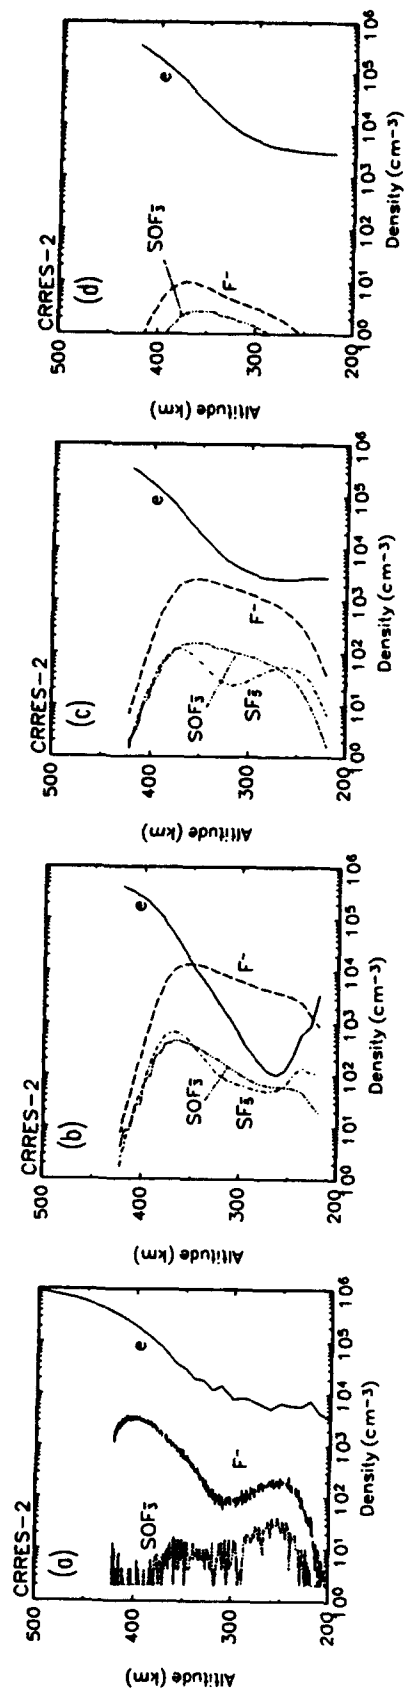 CRRES-2
(a)
500
400
300
200
Altitude (km)
SOF₅⁻
F⁻
e
10⁰ 10¹ 10² 10³ 10⁴ 10⁵ 10⁶
Density (cm⁻³)
CRRES-2
(b)
500
400
300
200
Altitude (km)
SOF₅⁻
SF₅⁻
F⁻
e
10⁰ 10¹ 10² 10³ 10⁴ 10⁵ 10⁶
Density (cm⁻³)
CRRES-2
(c)
500
400
300
200
Altitude (km)
SOF₅⁻
SF₅⁻
F⁻
e
10⁰ 10¹ 10² 10³ 10⁴ 10⁵ 10⁶
Density (cm⁻³)
CRRES-2
(d)
500
400
300
200
Altitude (km)
SOF₅⁻
F⁻
e
10⁰ 10¹ 10² 10³ 10⁴ 10⁵ 10⁶
Density (cm⁻³)